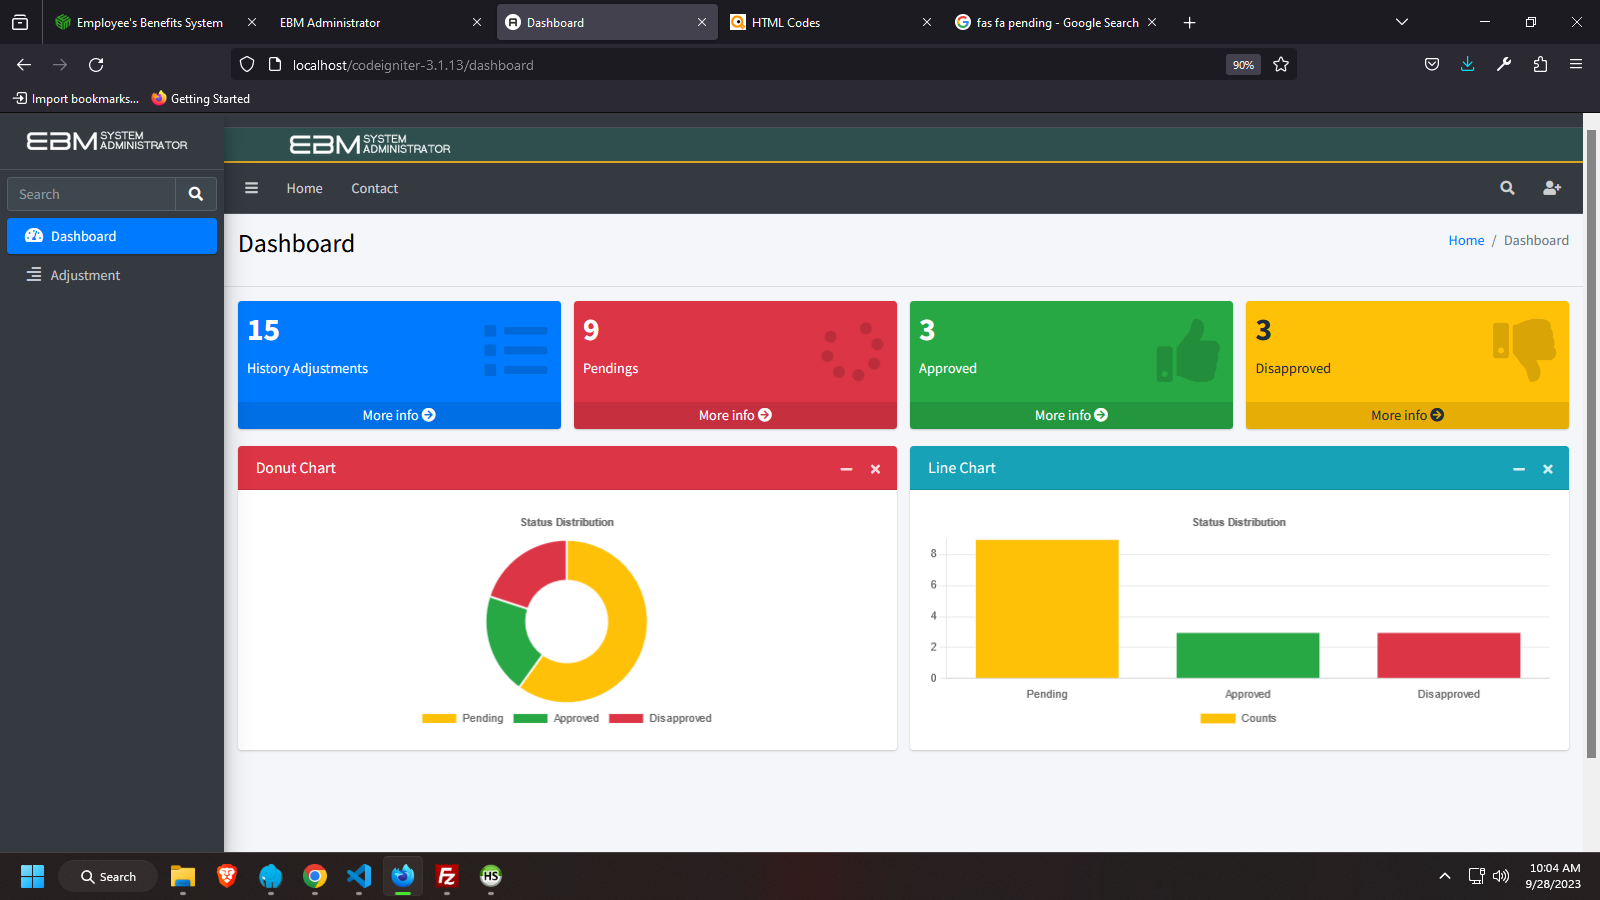 Employee's Benefits System
EBM Administrator
Dashboard
HTML Codes
fas fa pending - Google Search
localhost/codeigniter-3.1.13/dashboard
90%
Import bookmarks...
Getting Started
EBM SYSTEM ADMINISTRATOR
EBM SYSTEM ADMINISTRATOR
Search
Home
Contact
Dashboard
Adjustment
Dashboard
Home / Dashboard
15
History Adjustments
More info
9
Pendings
More info
3
Approved
More info
3
Disapproved
More info
Donut Chart
Status Distribution
Pending
Approved
Disapproved
Line Chart
Status Distribution
8
6
4
2
0
Pending
Approved
Disapproved
Counts
Search
Fz
HS
10:04 AM
9/28/2023